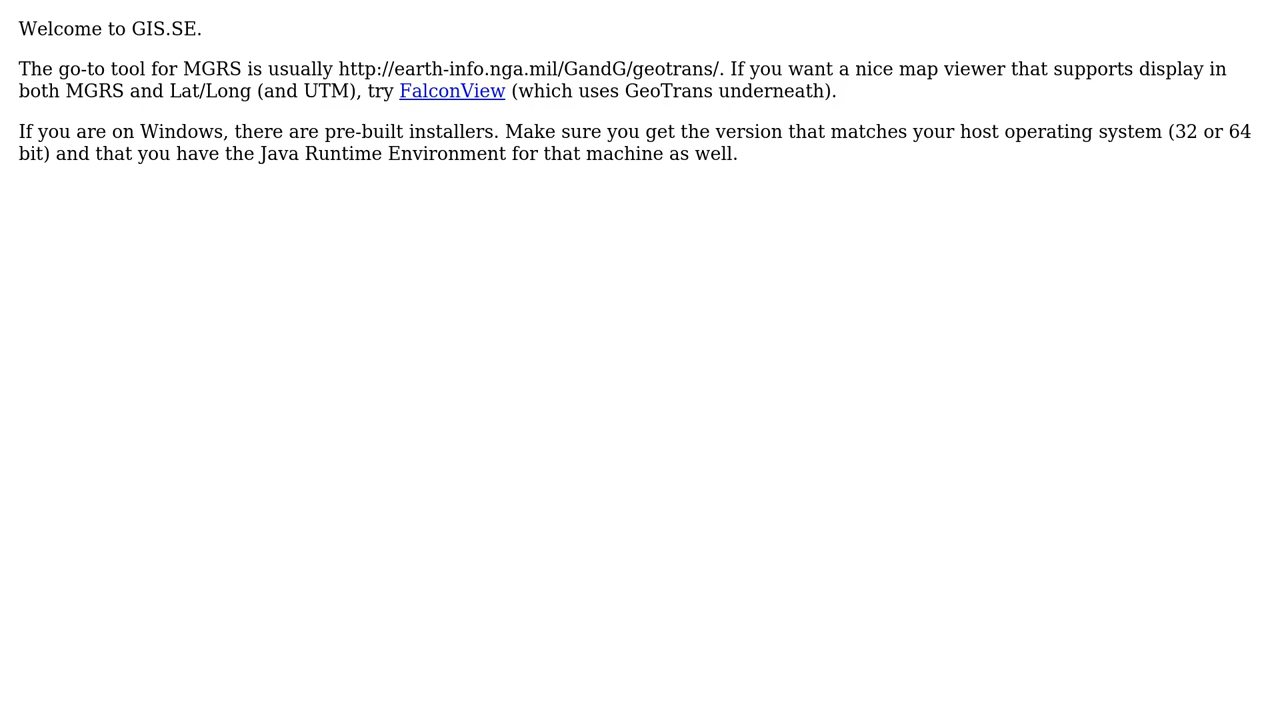 Welcome to GIS.SE.
The go-to tool for MGRS is usually http://earth-info.nga.mil/GandG/geotrans/. If you want a nice map viewer that supports display in
both MGRS and Lat/Long (and UTM), try FalconView (which uses GeoTrans underneath).
If you are on Windows, there are pre-built installers. Make sure you get the version that matches your host operating system (32 or 64
bit) and that you have the Java Runtime Environment for that machine as well.